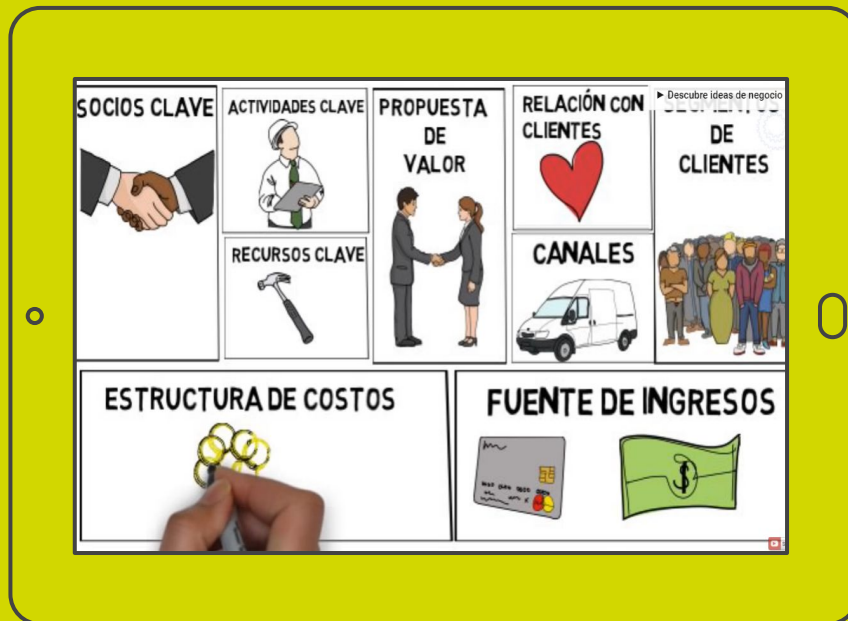 SOCIOS CLAVE
ACTIVIDADES CLAVE
RECURSOS CLAVE
PROPUESTA
DE
VALOR
RELACIÓN CON
CLIENTES
CANALES
▶ Descubre ideas de negocio
SEGMENTOS
DE
CLIENTES
ESTRUCTURA DE COSTOS
FUENTE DE INGRESOS
$